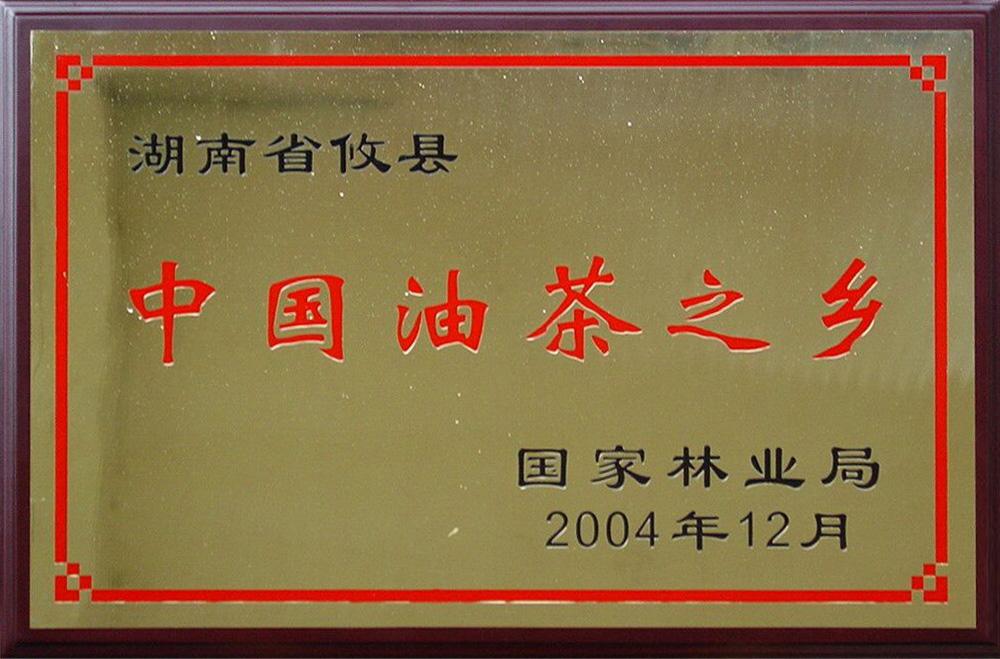 湖南省攸县
中国油茶之乡
国家林业局
2004年12月